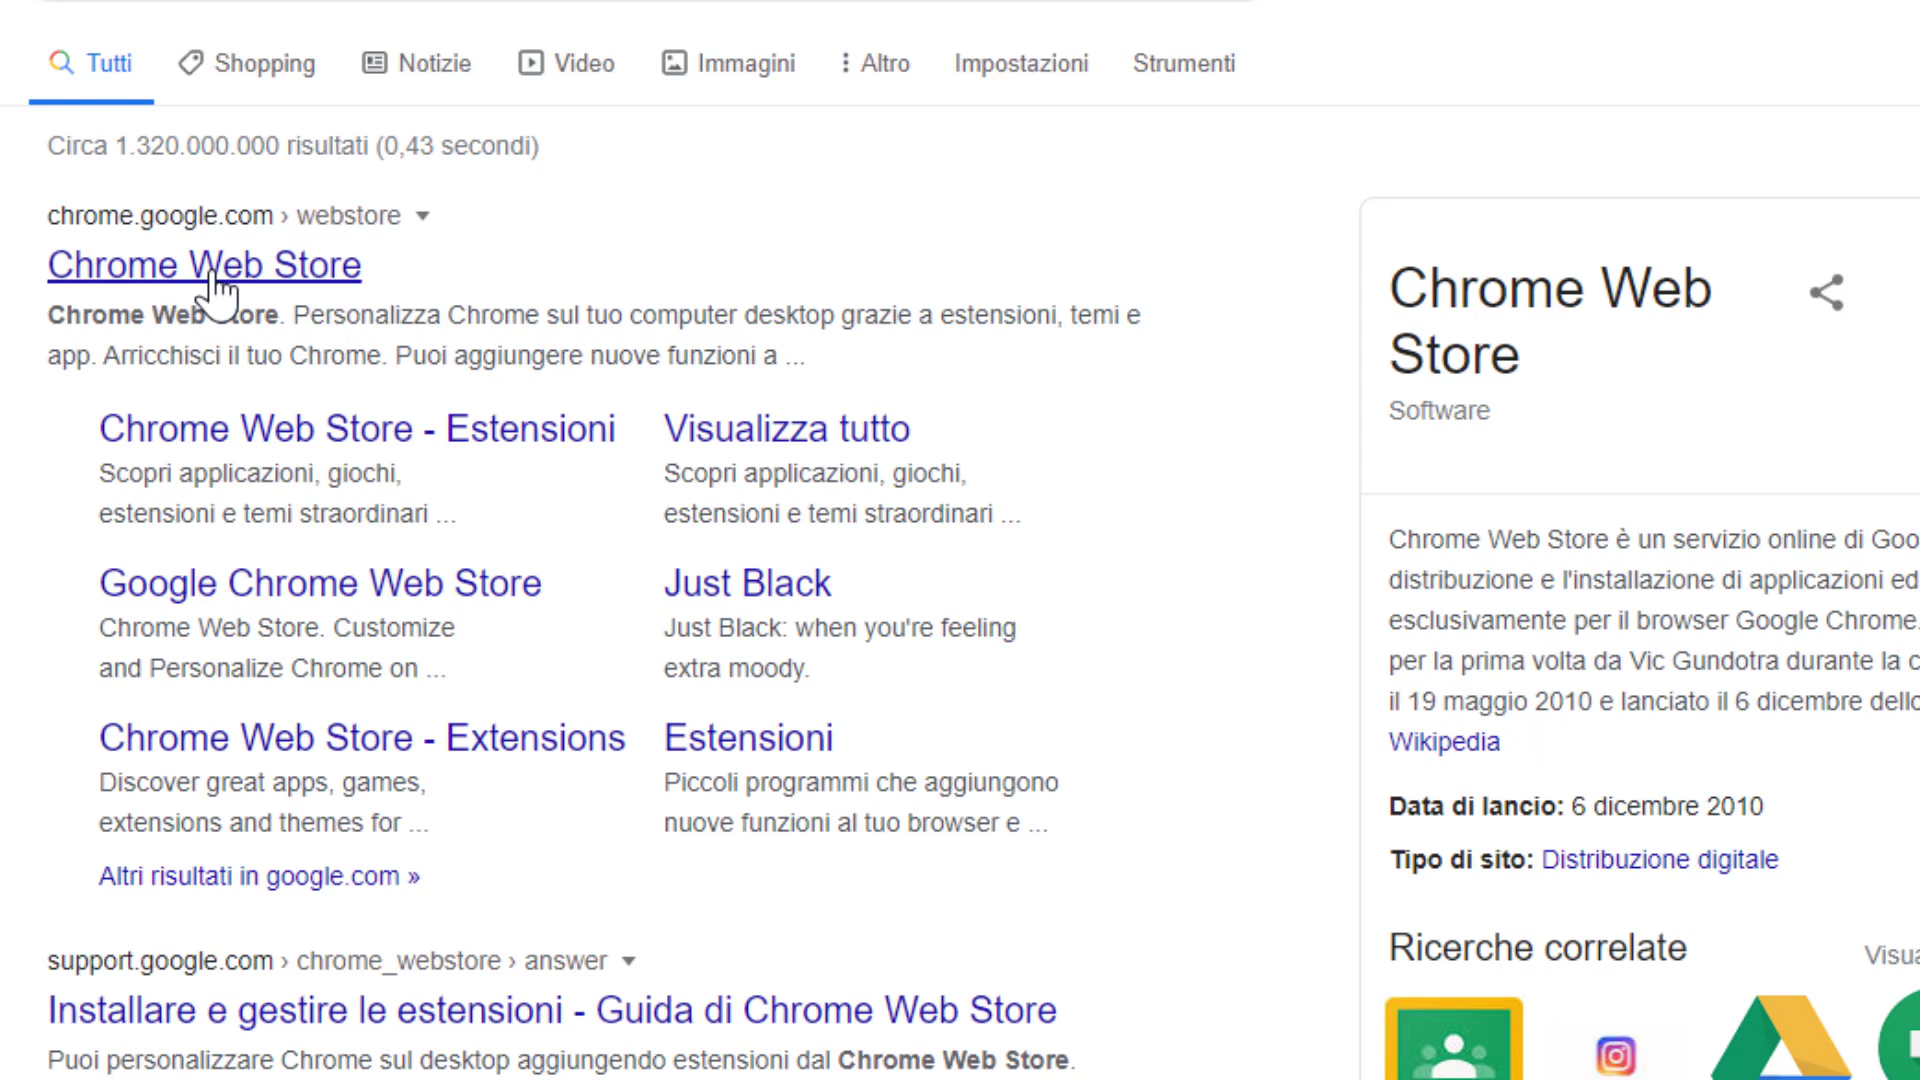 Tutti Shopping Notizie Video Immagini Altro Impostazioni Strumenti
Circa 1.320.000.000 risultati (0,43 secondi)
chrome.google.com › webstore
Chrome Web Store
Chrome Web Store. Personalizza Chrome sul tuo computer desktop grazie a estensioni, temi e
app. Arricchisci il tuo Chrome. Puoi aggiungere nuove funzioni a ...
Chrome Web Store - Estensioni
Scopri applicazioni, giochi,
estensioni e temi straordinari ...
Visualizza tutto
Scopri applicazioni, giochi,
estensioni e temi straordinari ...
Google Chrome Web Store
Chrome Web Store. Customize
and Personalize Chrome on ...
Just Black
Just Black: when you're feeling
extra moody.
Chrome Web Store - Extensions
Discover great apps, games,
extensions and themes for ...
Estensioni
Piccoli programmi che aggiungono
nuove funzioni al tuo browser e ...
Altri risultati in google.com »
support.google.com › chrome_webstore › answer
Installare e gestire le estensioni - Guida di Chrome Web Store
Puoi personalizzare Chrome sul desktop aggiungendo estensioni dal Chrome Web Store.
Chrome Web
Store
Software
Chrome Web Store è un servizio online di
distribuzione e l'installazione di applicazioni ed
esclusivamente per il browser Google Chrome.
per la prima volta da Vic Gundotra durante la
il 19 maggio 2010 e lanciato il 6 dicembre
Wikipedia
Data di lancio: 6 dicembre 2010
Tipo di sito: Distribuzione digitale
Ricerche correlate